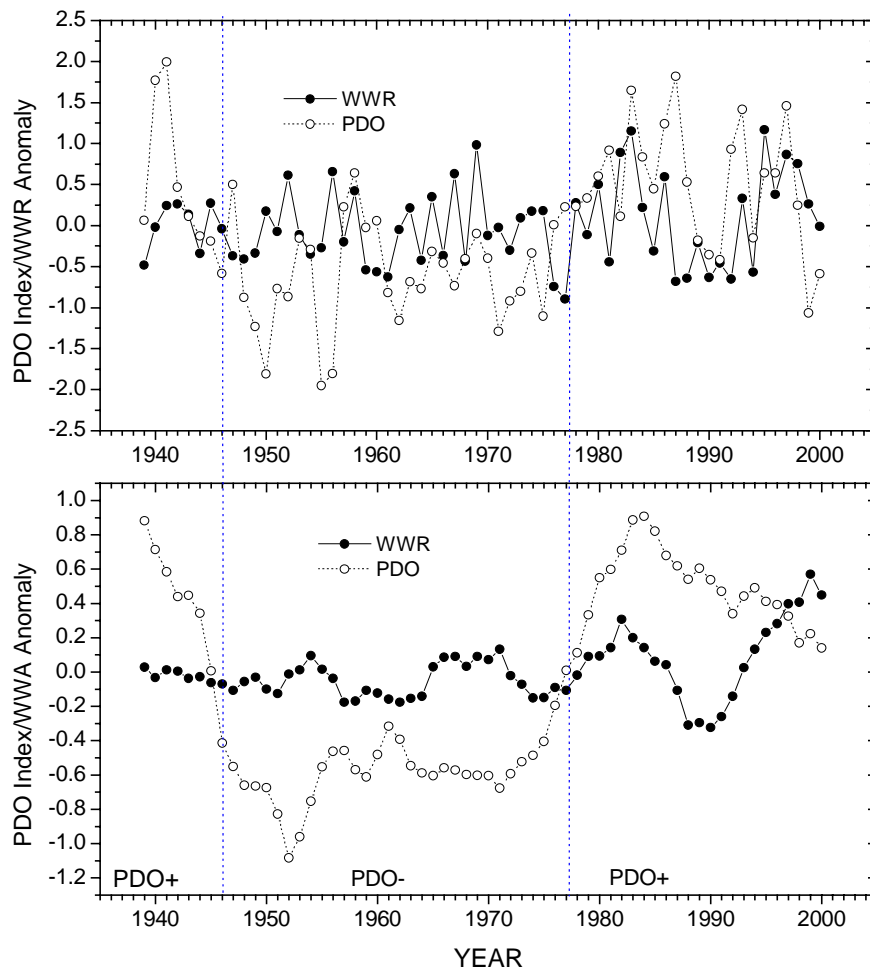 PDO Index/WWR Anomaly
2.5
2.0
1.5
1.0
0.5
0.0
-0.5
-1.0
-1.5
-2.0
-2.5
WWR
PDO
1940 1950 1960 1970 1980 1990 2000
PDO Index/WWA Anomaly
1.0
0.8
0.6
0.4
0.2
0.0
-0.2
-0.4
-0.6
-0.8
-1.0
-1.2
WWR
PDO
PDO+ PDO- PDO+
1940 1950 1960 1970 1980 1990 2000
YEAR